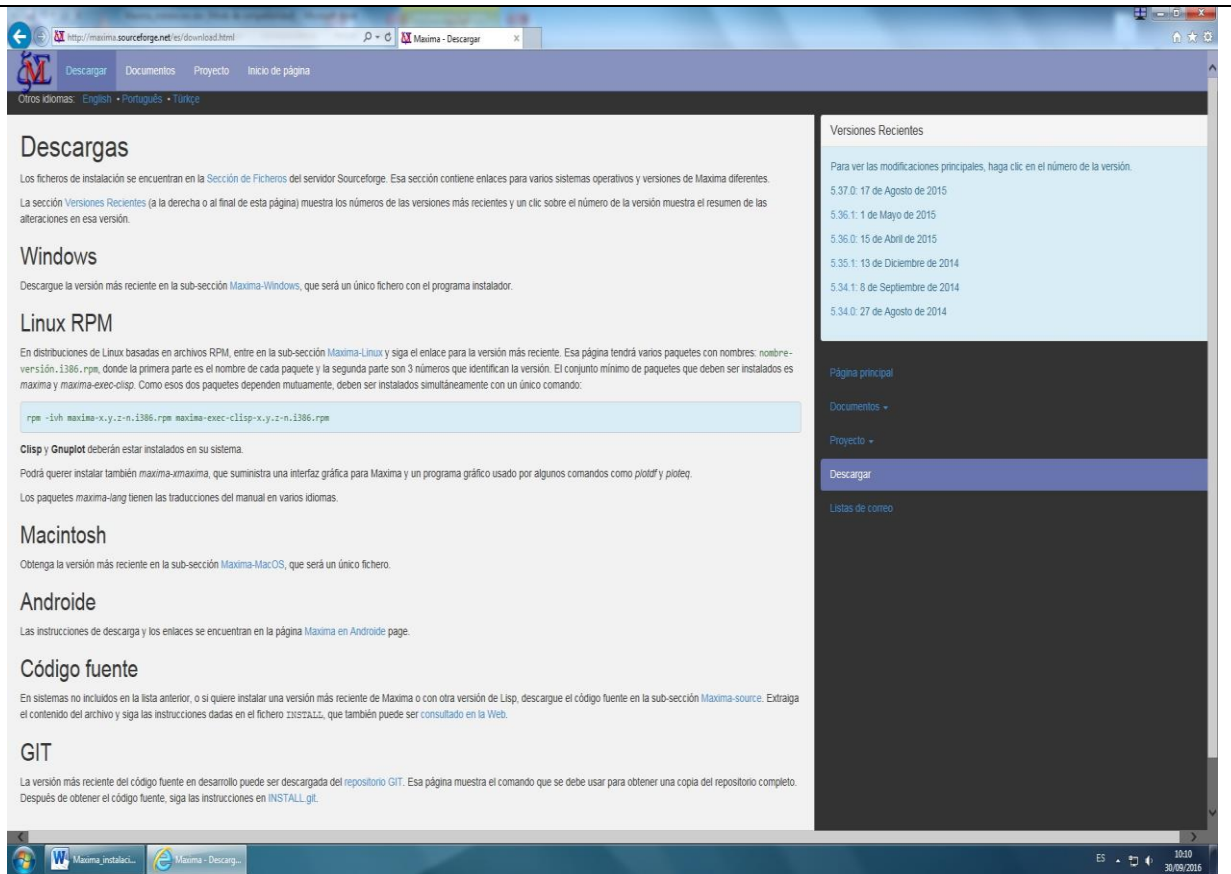 http://maxima.sourceforge.net/es/download.html
Maxima - Descargar
Descargar Documentos Proyecto Inicio de página
Otros idiomas: English • Português • Türkçe
Descargas
Los ficheros de instalación se encuentran en la Sección de Ficheros del servidor Sourceforge. Esa sección contiene enlaces para varios sistemas operativos y versiones de Maxima diferentes.
La sección Versiones Recientes (a la derecha o al final de esta página) muestra los números de las versiones más recientes y un clic sobre el número de la versión muestra el resumen de las
alteraciones en esa versión.
Windows
Descargue la versión más reciente en la sub-sección Maxima-Windows, que será un único fichero con el programa instalador.
Linux RPM
En distribuciones de Linux basadas en archivos RPM, entre en la sub-sección Maxima-Linux y siga el enlace para la versión más reciente. Esa página tendrá varios paquetes con nombres: nombre-
versión.i386.rpm, donde la primera parte es el nombre de cada paquete y la segunda parte son 3 números que identifican la versión. El conjunto mínimo de paquetes que deben ser instalados es
maxima y maxima-exec-clisp. Como esos dos paquetes dependen mutuamente, deben ser instalados simultáneamente con un único comando:
rpm -ivh maxima-x.y.z-n.i386.rpm maxima-exec-clisp-x.y.z-n.i386.rpm
Clisp y Gnuplot deberán estar instalados en su sistema.
Podrá querer instalar también maxima-xmaxima, que suministra una interfaz gráfica para Maxima y un programa gráfico usado por algunos comandos como plotdf y ploteq.
Los paquetes maxima-lang tienen las traducciones del manual en varios idiomas.
Macintosh
Obtenga la versión más reciente en la sub-sección Maxima-MacOS, que será un único fichero.
Androide
Las instrucciones de descarga y los enlaces se encuentran en la página Maxima en Androide page.
Código fuente
En sistemas no incluidos en la lista anterior, o si quiere instalar una versión más reciente de Maxima o con otra versión de Lisp, descargue el código fuente en la sub-sección Maxima-source. Extraiga
el contenido del archivo y siga las instrucciones dadas en el fichero INSTALL, que también puede ser consultado en la Web.
GIT
La versión más reciente del código fuente en desarrollo puede ser descargada del repositorio GIT. Esa página muestra el comando que se debe usar para obtener una copia del repositorio completo.
Después de obtener el código fuente, siga las instrucciones en INSTALL.git.
Versiones Recientes
Para ver las modificaciones principales, haga clic en el número de la versión.
5.37.0: 17 de Agosto de 2015
5.36.1: 1 de Mayo de 2015
5.36.0: 15 de Abril de 2015
5.35.1: 13 de Diciembre de 2014
5.34.1: 8 de Septiembre de 2014
5.34.0: 27 de Agosto de 2014
Página principal
Documentos
Proyecto
Descargar
Listas de correo
Maxima_instalaci...
Maxima - Descarg...
ES
10:10
30/09/2016